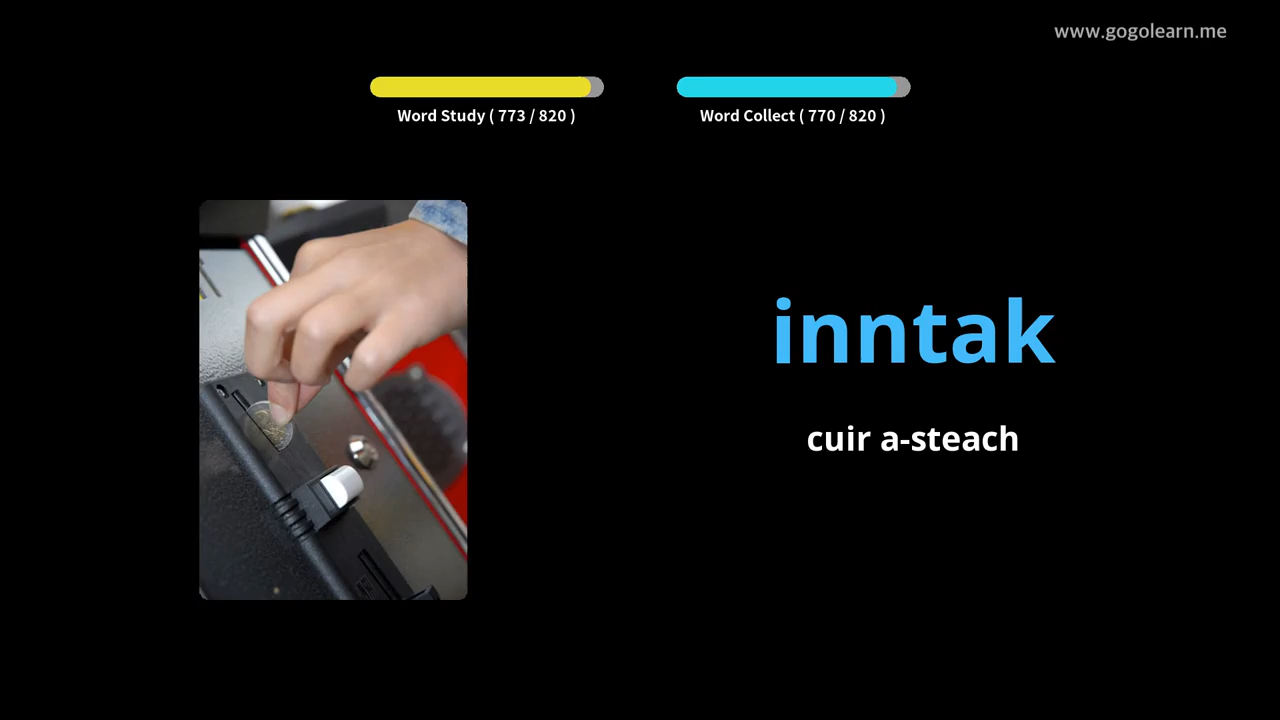 www.gogolearn.me
Word Study ( 773 / 820 )
Word Collect ( 770 / 820 )
inntak
cuir a-steach